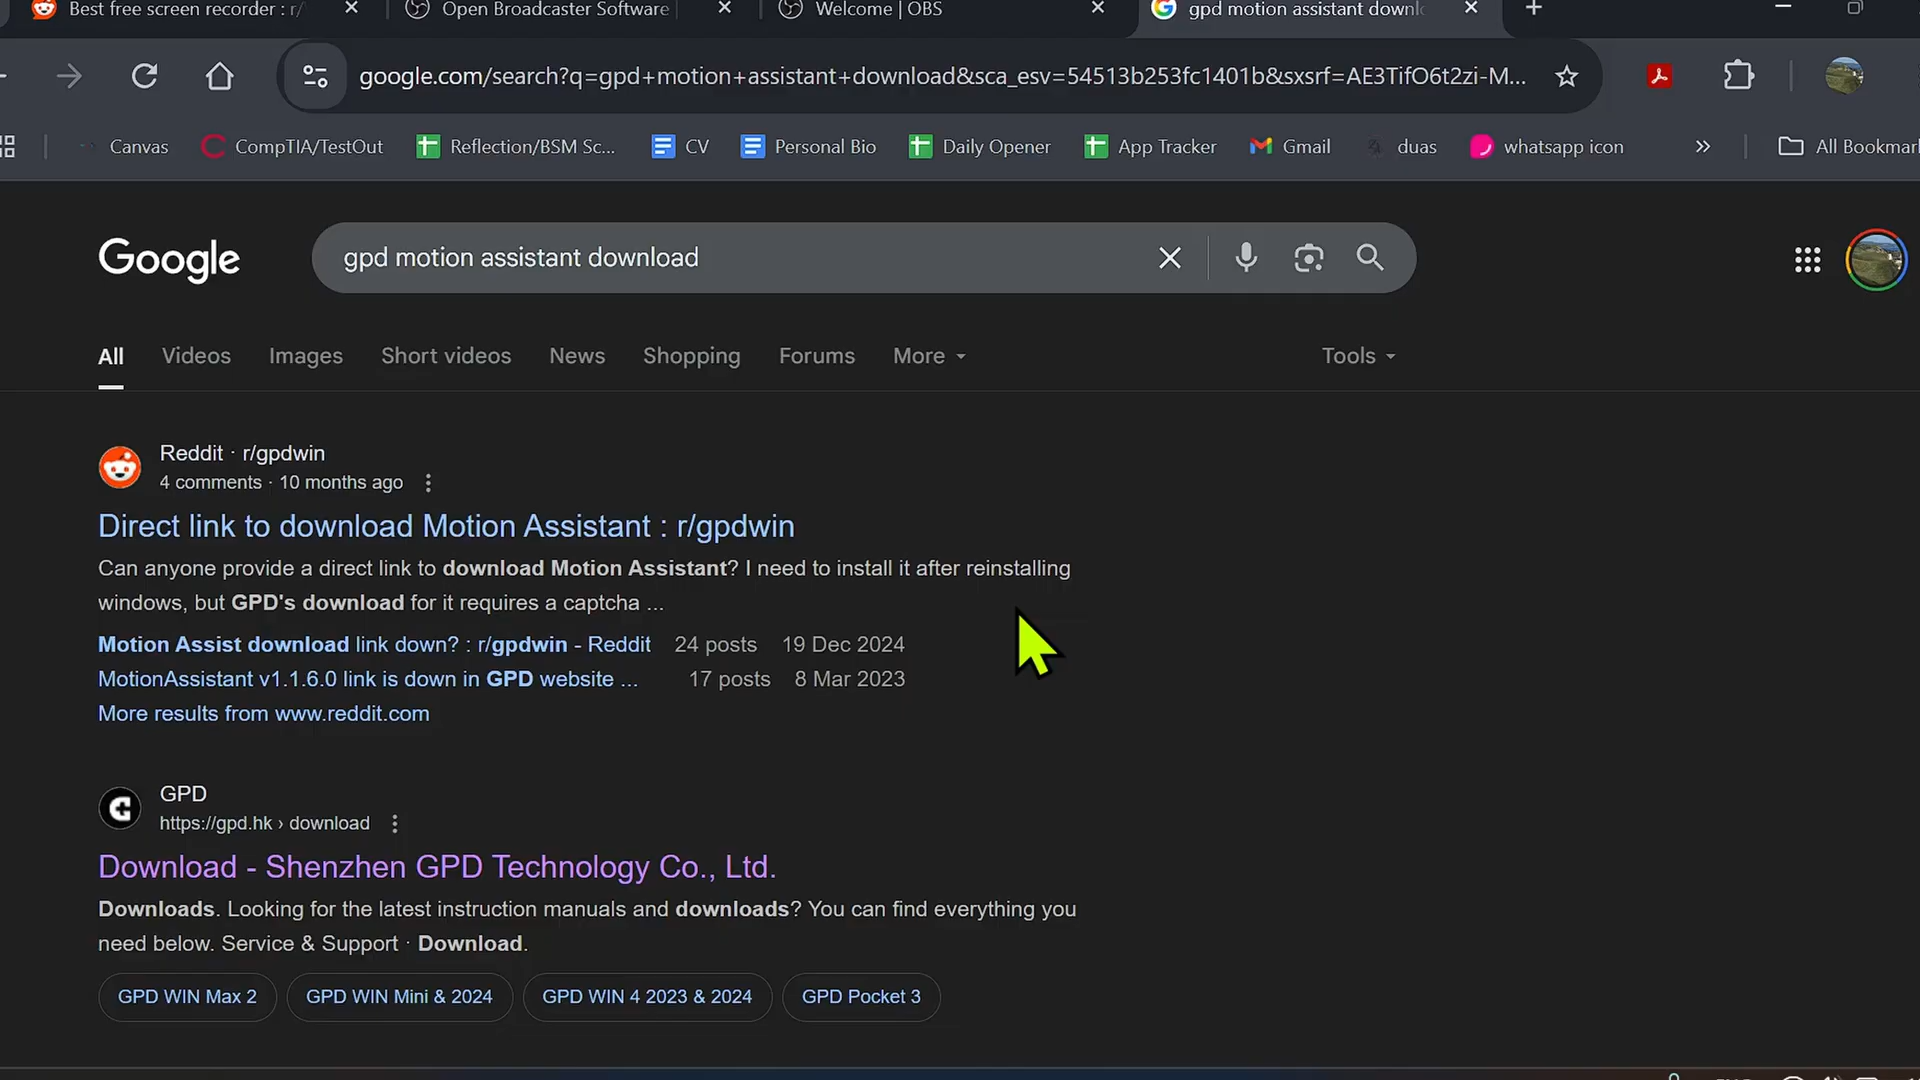 Best free screen recorder : r/
Open Broadcaster Software
Welcome | OBS
gpd motion assistant downl
google.com/search?q=gpd+motion+assistant+download&sca_esv=54513b253fc1401b&sxsrf=AE3TifO6t2zi-M...
Canvas
CompTIA/TestOut
Reflection/BSM Sc...
CV
Personal Bio
Daily Opener
App Tracker
Gmail
duas
whatsapp icon
All Bookmar
Google
gpd motion assistant download
All
Videos
Images
Short videos
News
Shopping
Forums
More
Tools
Reddit · r/gpdwin
4 comments · 10 months ago
Direct link to download Motion Assistant : r/gpdwin
Can anyone provide a direct link to download Motion Assistant? I need to install it after reinstalling
windows, but GPD's download for it requires a captcha ...
Motion Assist download link down? : r/gpdwin - Reddit 24 posts 19 Dec 2024
MotionAssistant v1.1.6.0 link is down in GPD website ... 17 posts 8 Mar 2023
More results from www.reddit.com
GPD
https://gpd.hk › download
Download - Shenzhen GPD Technology Co., Ltd.
Downloads. Looking for the latest instruction manuals and downloads? You can find everything you
need below. Service & Support · Download.
GPD WIN Max 2
GPD WIN Mini & 2024
GPD WIN 4 2023 & 2024
GPD Pocket 3